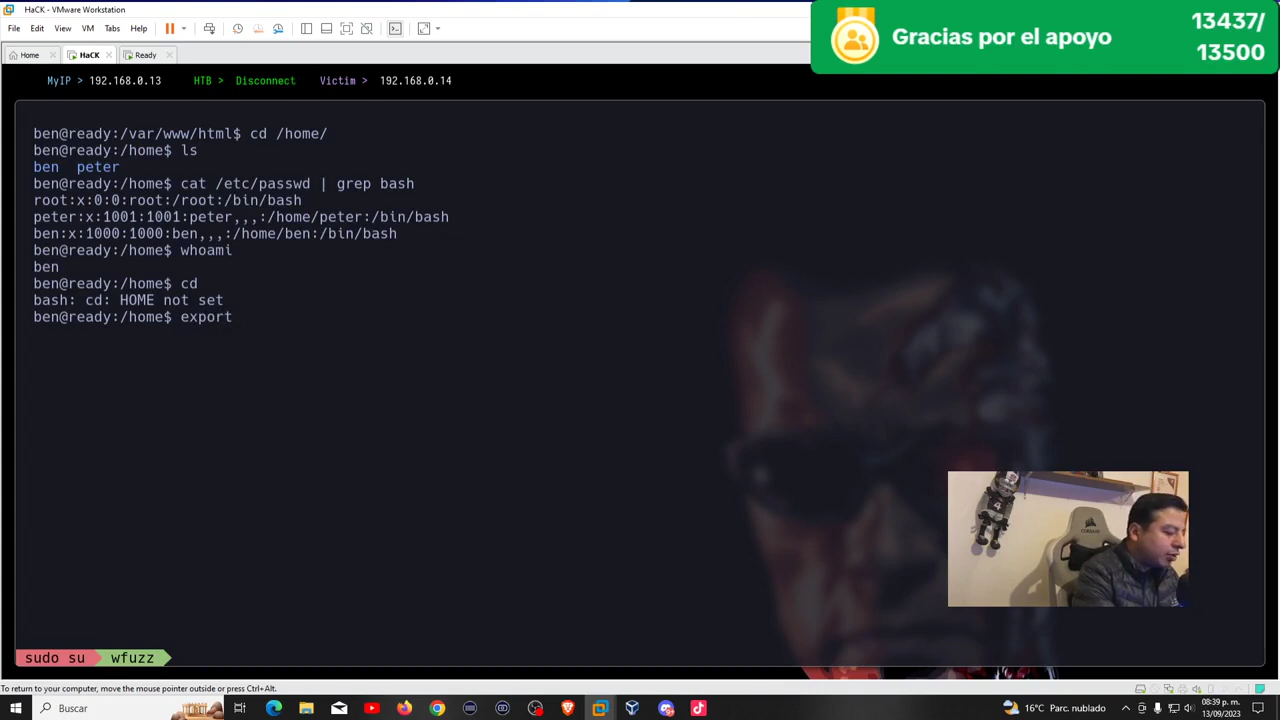 HaCK - VMware Workstation
File Edit View VM Tabs Help
Home HaCK Ready
Gracias por el apoyo
13437/
13500
MyIP > 192.168.0.13 HTB > Disconnect Victim > 192.168.0.14
ben@ready:/var/www/html$ cd /home/
ben@ready:/home$ ls
ben peter
ben@ready:/home$ cat /etc/passwd | grep bash
root:x:0:0:root:/root:/bin/bash
peter:x:1001:1001:peter,,,:/home/peter:/bin/bash
ben:x:1000:1000:ben,,,:/home/ben:/bin/bash
ben@ready:/home$ whoami
ben
ben@ready:/home$ cd
bash: cd: HOME not set
ben@ready:/home$ export
CORSAIR
4
sudo su wfuzz
To return to your computer, move the mouse pointer outside or press Ctrl+Alt.
Buscar
16°C Parc. nublado
08:39 p. m.
13/09/2023